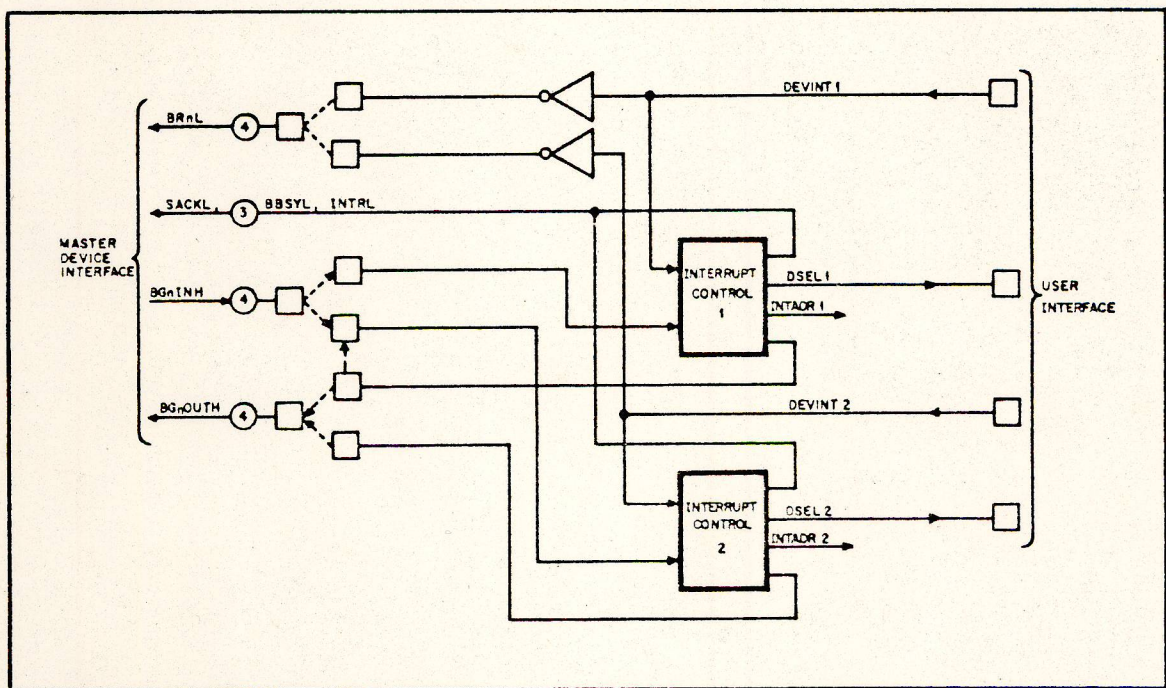 DEVINT 1
BRnL
4
SACKL,
3
BBSYL, INTRL
MASTER
DEVICE
INTERFACE
BGnINH
4
INTERRUPT
CONTROL
1
DSEL 1
INTADR 1
USER
INTERFACE
BGnOUTH
4
DEVINT 2
INTERRUPT
CONTROL
2
DSEL 2
INTADR 2